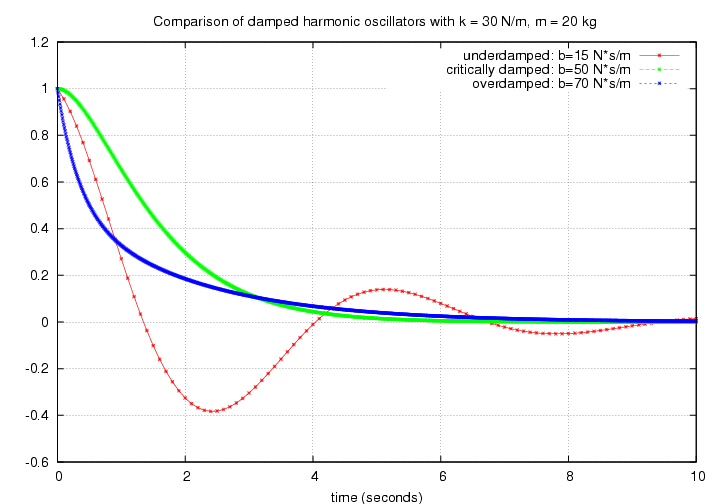 Comparison of damped harmonic oscillators with k = 30 N/m, m = 20 kg
1.2
1
0.8
0.6
0.4
0.2
0
-0.2
-0.4
-0.6
underdamped: b=15 N*s/m
critically damped: b=50 N*s/m
overdamped: b=70 N*s/m
0 2 4 6 8 10
time (seconds)